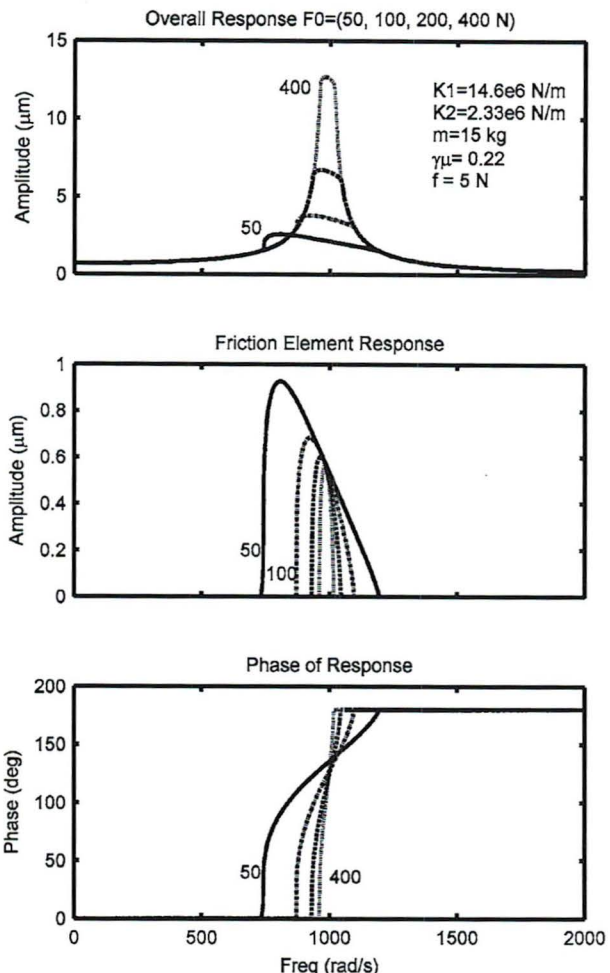 Overall Response F0=(50, 100, 200, 400 N)
15
10
5
0
Amplitude (μm)
400
50
K1=14.6e6 N/m
K2=2.33e6 N/m
m=15 kg
γμ= 0.22
f = 5 N
Friction Element Response
1
0.8
0.6
0.4
0.2
0
Amplitude (μm)
50
100
Phase of Response
200
150
100
50
0
Phase (deg)
50
400
0 500 1000 1500 2000
Freq (rad/s)